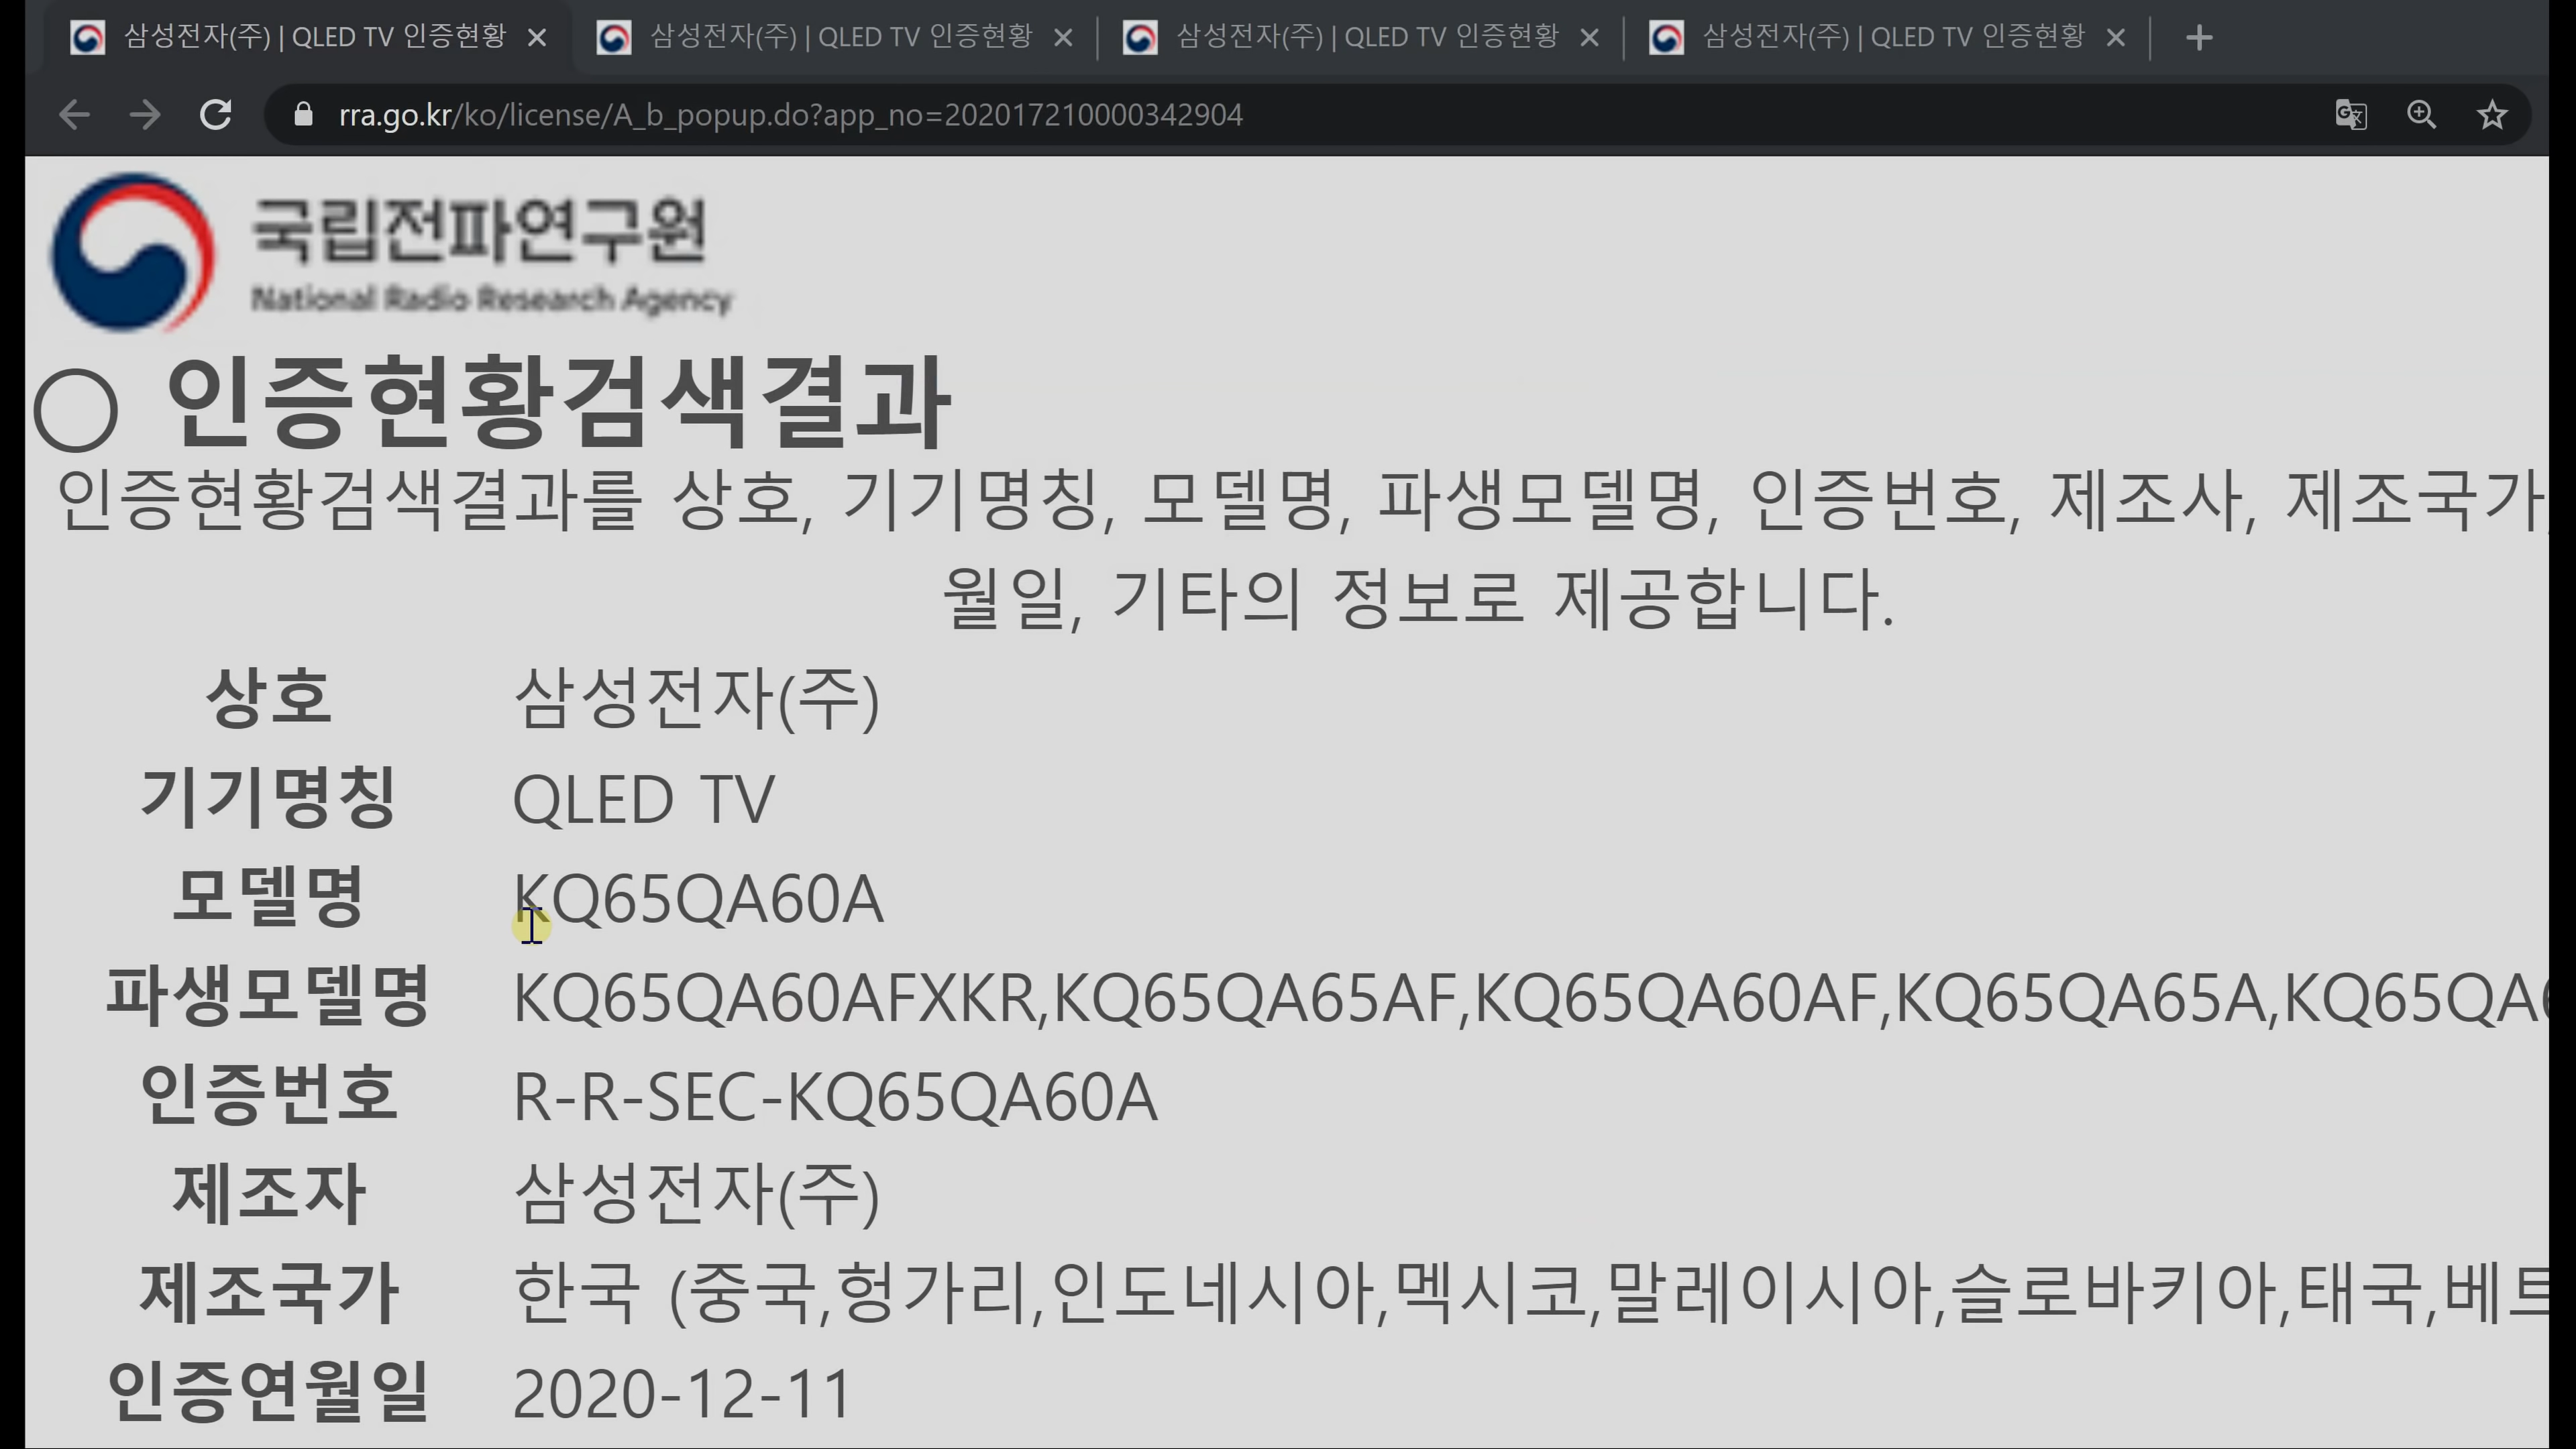 삼성전자(주) | QLED TV 인증현황
삼성전자(주) | QLED TV 인증현황
삼성전자(주) | QLED TV 인증현황
삼성전자(주) | QLED TV 인증현황
rra.go.kr/ko/license/A_b_popup.do?app_no=202017210000342904
국립전파연구원
National Radio Research Agency
○ 인증현황검색결과
인증현황검색결과를 상호, 기기명칭, 모델명, 파생모델명, 인증번호, 제조사, 제조국가,
월일, 기타의 정보로 제공합니다.
상호 삼성전자(주)
기기명칭 QLED TV
모델명 KQ65QA60A
파생모델명 KQ65QA60AFXKR,KQ65QA65AF,KQ65QA60AF,KQ65QA65A,KQ65QA6
인증번호 R-R-SEC-KQ65QA60A
제조자 삼성전자(주)
제조국가 한국 (중국,헝가리,인도네시아,멕시코,말레이시아,슬로바키아,태국,베트
인증연월일 2020-12-11